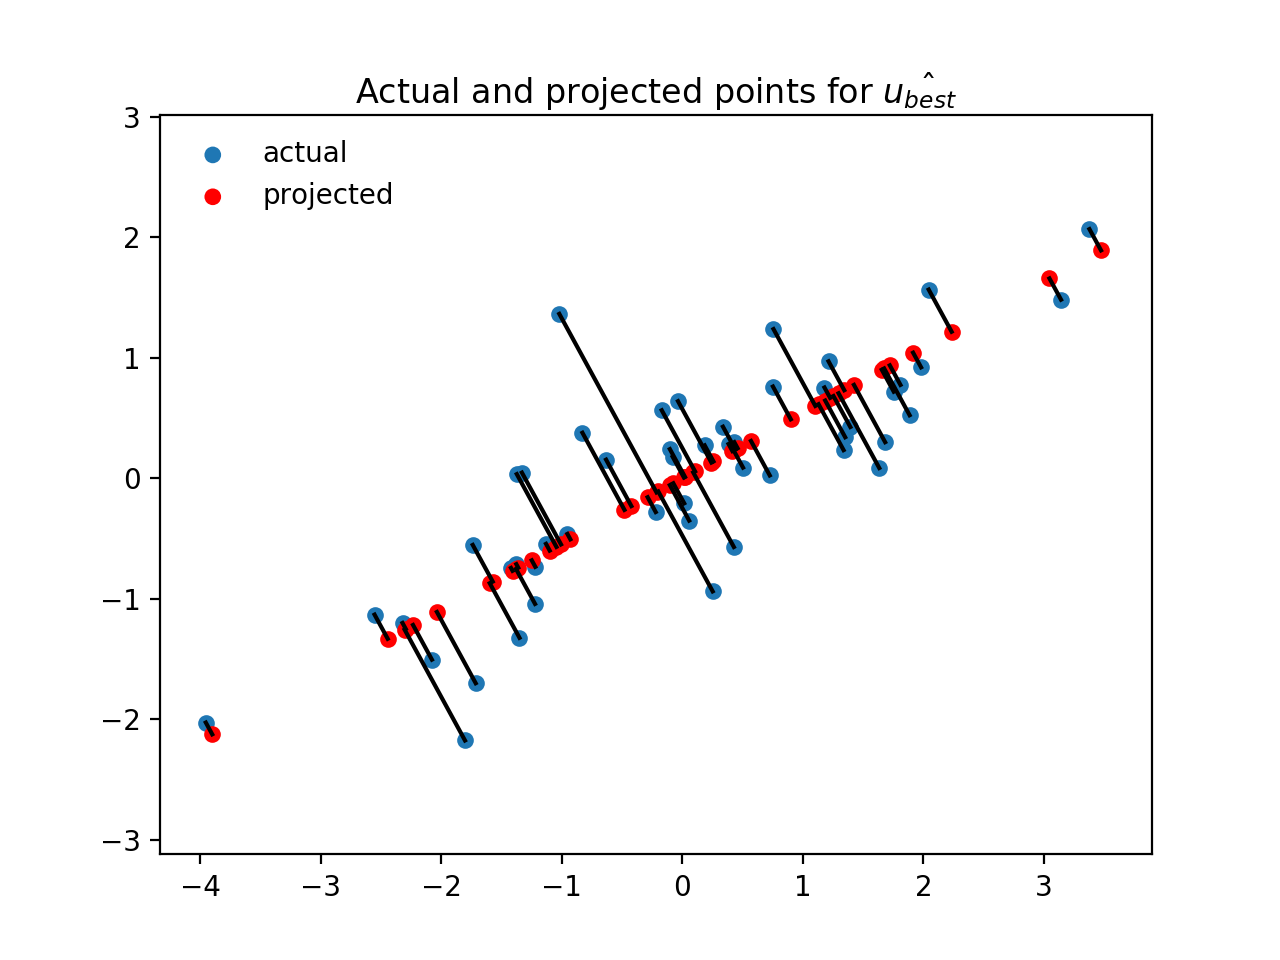 Actual and projected points for $\hat{u_{best}}$
actual
projected
3
2
1
0
−1
−2
−3
−4 −3 −2 −1 0 1 2 3